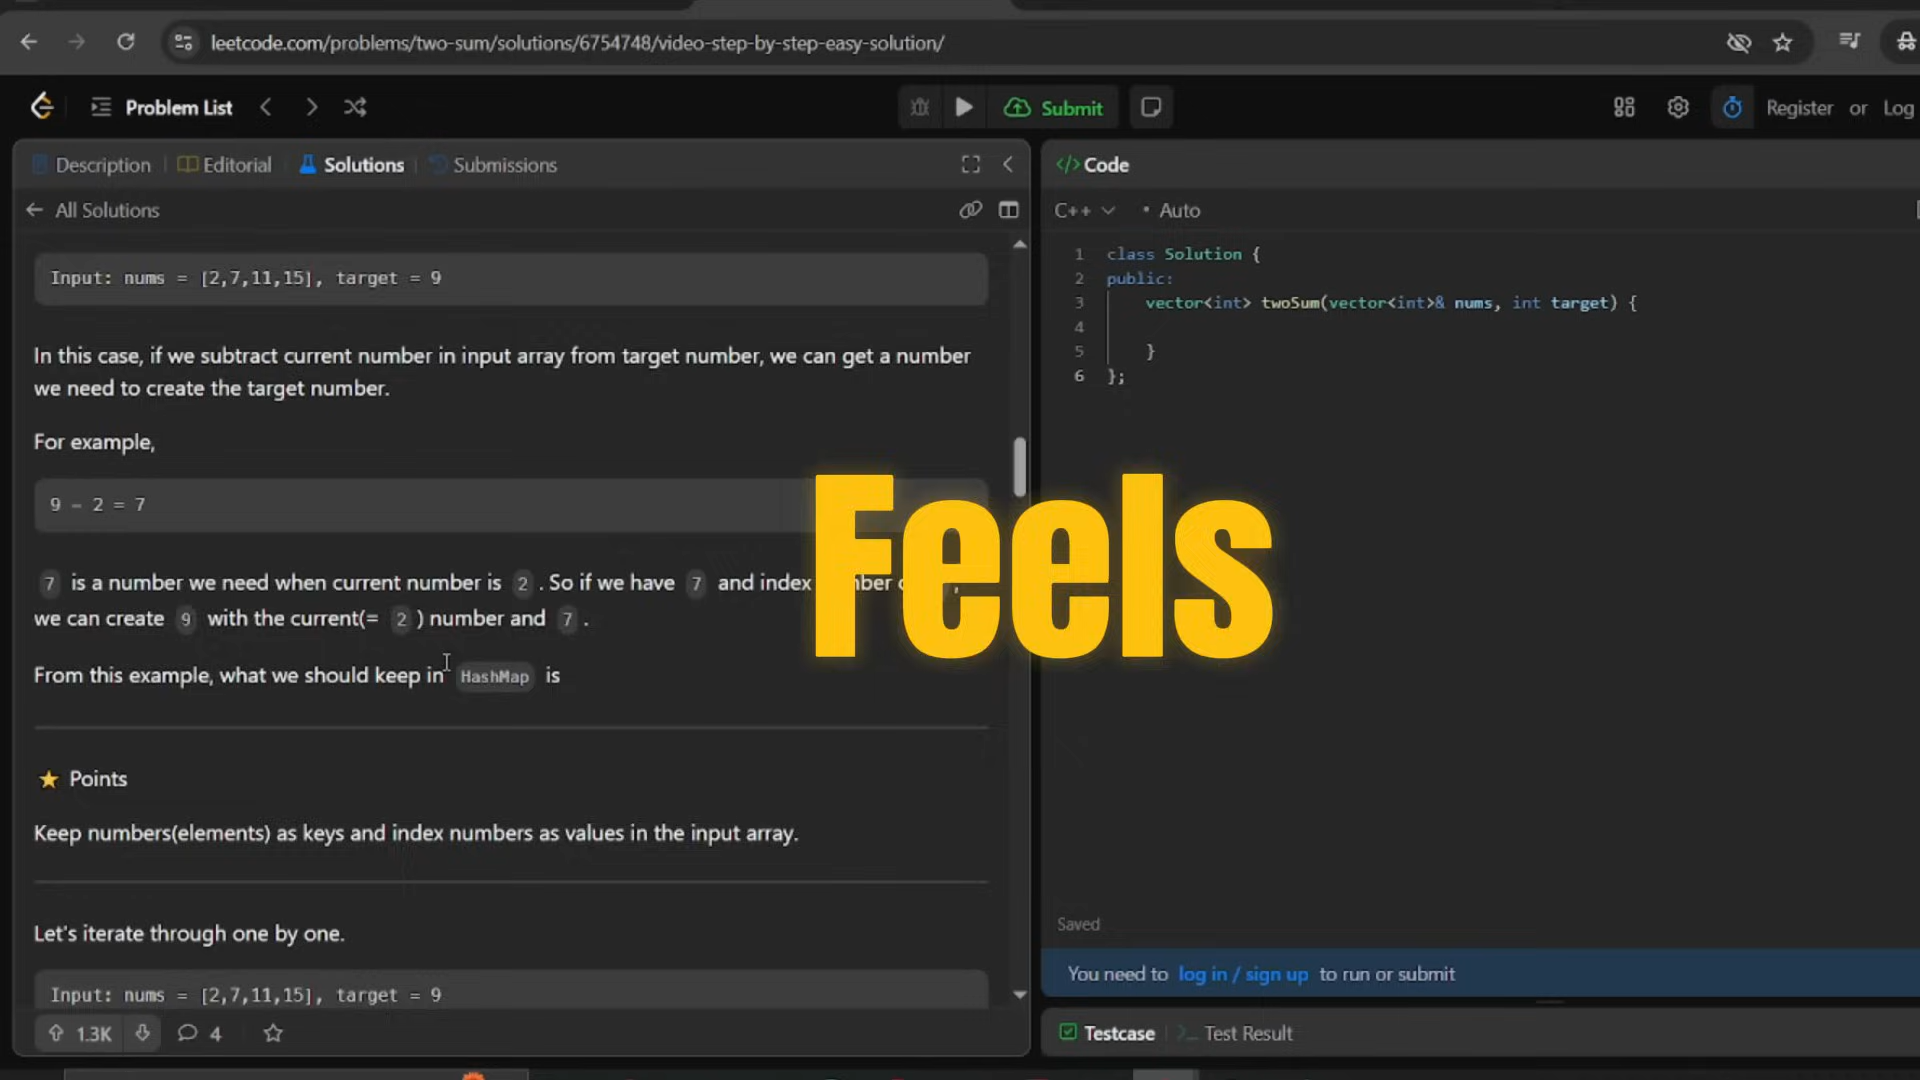 leetcode.com/problems/two-sum/solutions/6754748/video-step-by-step-easy-solution/
Problem List
Submit
Register or Log
Description
Editorial
Solutions
Submissions
All Solutions
Input: nums = [2,7,11,15], target = 9
In this case, if we subtract current number in input array from target number, we can get a number
we need to create the target number.
For example,
9 - 2 = 7
7 is a number we need when current number is 2 . So if we have 7 and index
we can create 9 with the current(= 2 ) number and 7 .
From this example, what we should keep in HashMap is
Points
Keep numbers(elements) as keys and index numbers as values in the input array.
Let's iterate through one by one.
Input: nums = [2,7,11,15], target = 9
1.3K
4
Feels
</> Code
C++ • Auto
1 class Solution {
2 public:
3 vector<int> twoSum(vector<int>& nums, int target) {
4
5 }
6 };
Saved
You need to log in / sign up to run or submit
Testcase
Test Result